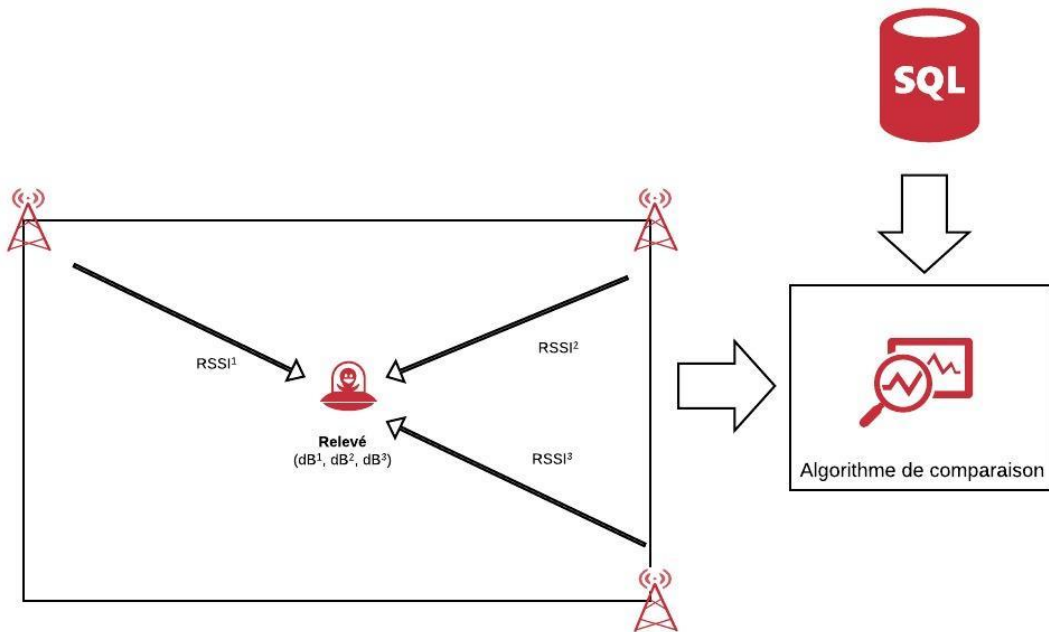 SQL
RSSI¹
RSSI²
Relevé
(dB¹, dB², dB³)
RSSI³
Algorithme de comparaison